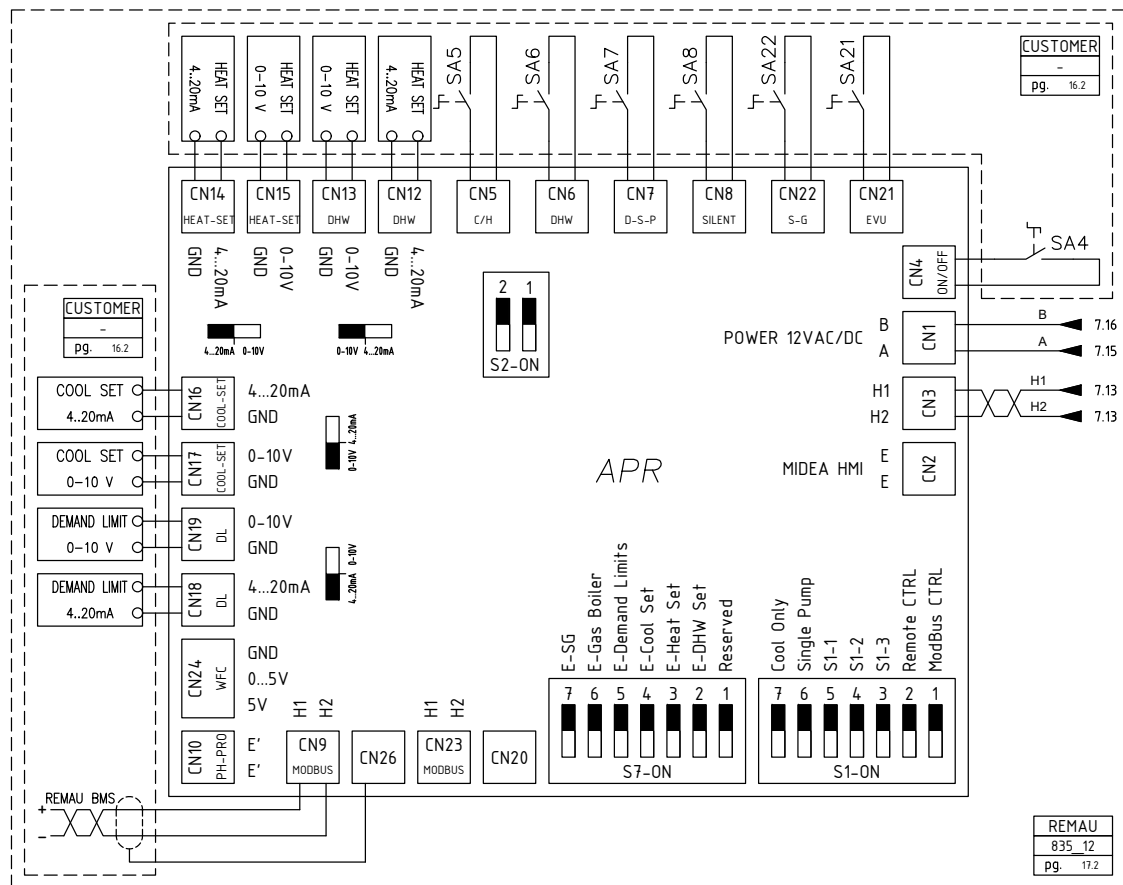 HEAT SET
4..20mA
HEAT SET
0-10 V
HEAT SET
0-10 V
HEAT SET
4..20mA
SA5
SA6
SA7
SA8
SA22
SA21
CUSTOMER
-
pg. 16.2
CN14
HEAT-SET
CN15
HEAT-SET
CN13
DHW
CN12
DHW
CN5
C/H
CN6
DHW
CN7
D-S-P
CN8
SILENT
CN22
S-G
CN21
EVU
GND
4...20mA
GND
0-10V
GND
0-10V
GND
4...20mA
CN4
ON/OFF
SA4
2 1
S2-ON
4...20mA 0-10V
0-10V 4...20mA
POWER 12VAC/DC
B
A
CN1
B
7.16
A
7.15
H1
H2
CN3
H1
7.13
H2
7.13
MIDEA HMI
E
E
CN2
CUSTOMER
-
pg. 16.2
COOL SET
4..20mA
CN16
COOL-SET
4...20mA
GND
0-10V 4...20mA
COOL SET
0-10 V
CN17
COOL-SET
0-10V
GND
APR
DEMAND LIMIT
0-10 V
CN19
DL
0-10V
GND
4...20mA 0-10V
DEMAND LIMIT
4..20mA
CN18
DL
4...20mA
GND
CN24
WFC
GND
0...5V
5V
CN10
PH-PRO
E'
E'
H1
H2
CN9
MODBUS
CN26
H1
H2
CN23
MODBUS
CN20
E-SG
E-Gas Boiler
E-Demand Limits
E-Cool Set
E-Heat Set
E-DHW Set
Reserved
7 6 5 4 3 2 1
S7-ON
Cool Only
Single Pump
S1-1
S1-2
S1-3
Remote CTRL
ModBus CTRL
7 6 5 4 3 2 1
S1-ON
REMAU BMS
+
-
REMAU
835_12
pg. 17.2